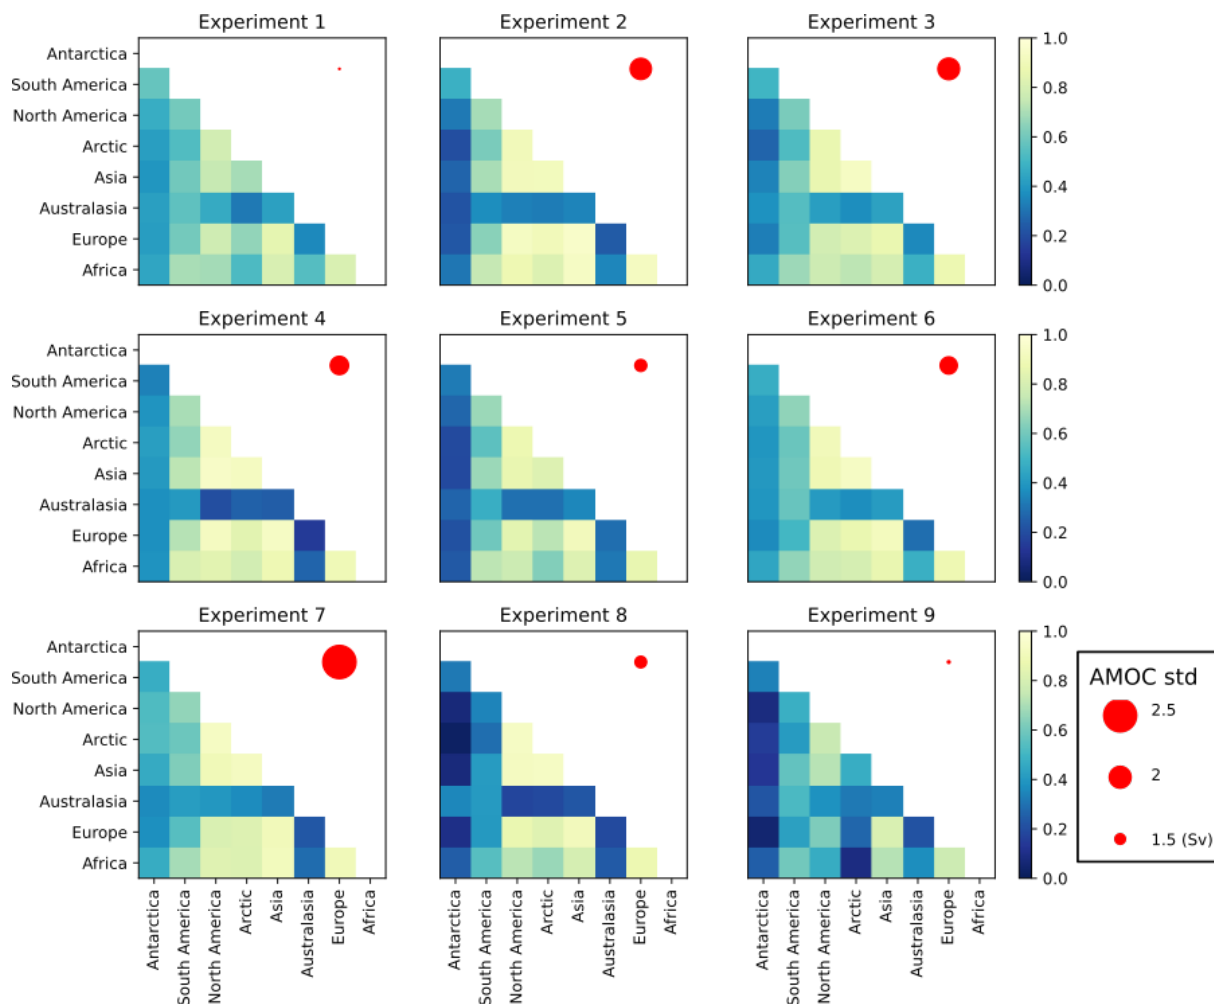 Experiment 1
Experiment 2
Experiment 3
Antarctica
South America
North America
Arctic
Asia
Australasia
Europe
Africa
1.0
0.8
0.6
0.4
0.2
0.0
Experiment 4
Experiment 5
Experiment 6
Antarctica
South America
North America
Arctic
Asia
Australasia
Europe
Africa
1.0
0.8
0.6
0.4
0.2
0.0
Experiment 7
Experiment 8
Experiment 9
Antarctica
South America
North America
Arctic
Asia
Australasia
Europe
Africa
1.0
0.8
0.6
0.4
0.2
0.0
AMOC std
2.5
2
1.5 (Sv)
Antarctica
South America
North America
Arctic
Asia
Australasia
Europe
Africa
Antarctica
South America
North America
Arctic
Asia
Australasia
Europe
Africa
Antarctica
South America
North America
Arctic
Asia
Australasia
Europe
Africa